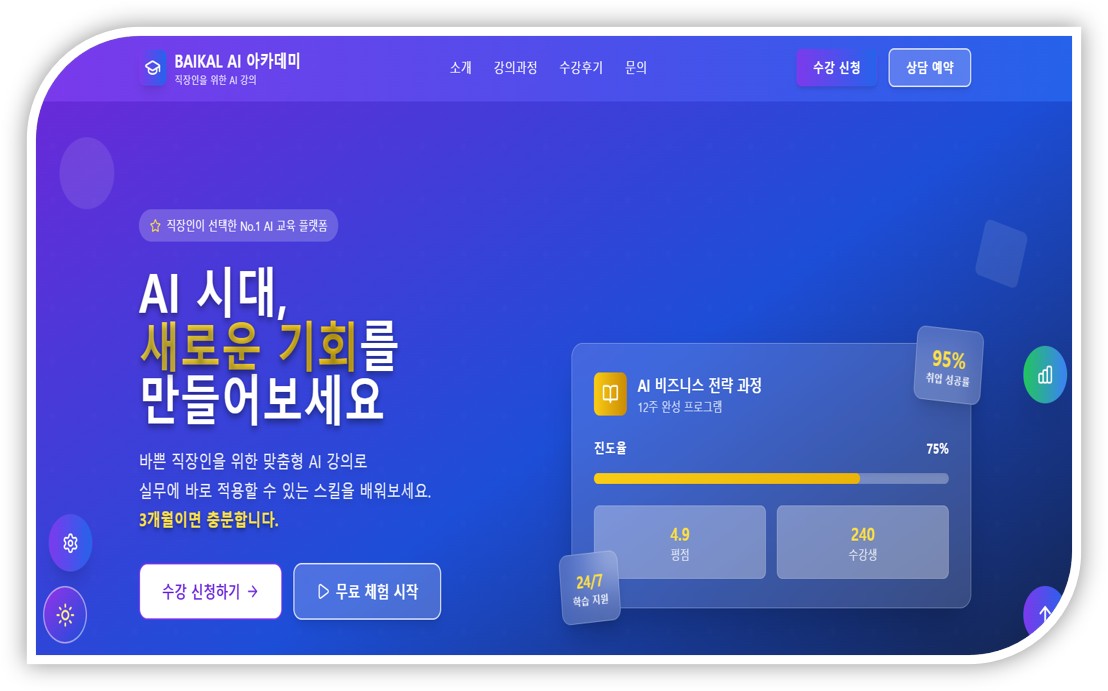 BAIKAL AI 아카데미
직장인을 위한 AI 강의
소개
강의과정
수강후기
문의
수강 신청
상담 예약
직장인이 선택한 No.1 AI 교육 플랫폼
AI 시대,
새로운 기회를
만들어보세요
바쁜 직장인을 위한 맞춤형 AI 강의로
실무에 바로 적용할 수 있는 스킬을 배워보세요.
3개월이면 충분합니다.
수강 신청하기 →
무료 체험 시작
95%
취업 성공률
AI 비즈니스 전략 과정
12주 완성 프로그램
진도율
75%
4.9
평점
240
수강생
24/7
학습 지원